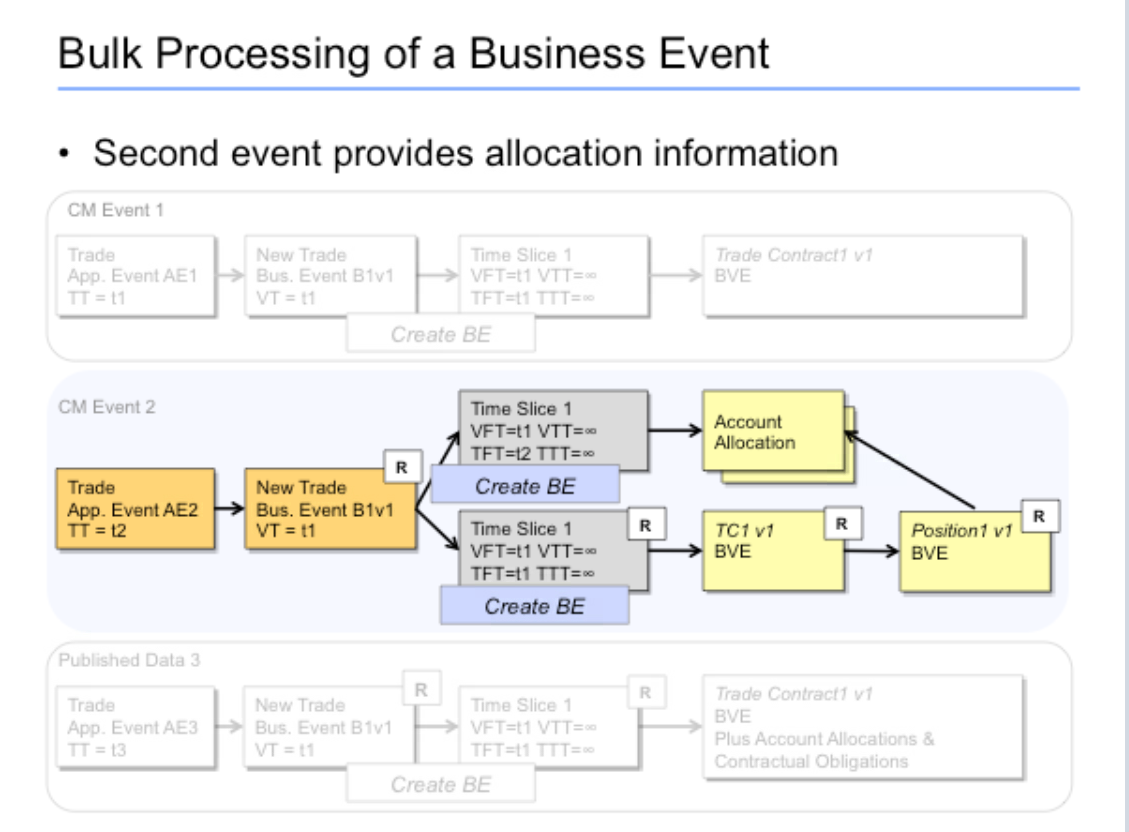 Bulk Processing of a Business Event
• Second event provides allocation information
CM Event 1
Trade
App. Event AE1
TT = t1
New Trade
Bus. Event B1v1
VT = t1
Time Slice 1
VFT=t1 VTT=∞
TFT=t1 TTT=∞
Trade Contract1 v1
BVE
Create BE
CM Event 2
Trade
App. Event AE2
TT = t2
R
New Trade
Bus. Event B1v1
VT = t1
Time Slice 1
VFT=t1 VTT=∞
TFT=t2 TTT=∞
Create BE
Account
Allocation
Time Slice 1
VFT=t1 VTT=∞
TFT=t1 TTT=∞
R
Create BE
TC1 v1
BVE
R
Position1 v1
BVE
R
Published Data 3
Trade
App. Event AE3
TT = t3
New Trade
Bus. Event B1v1
VT = t1
R
Time Slice 1
VFT=t1 VTT=∞
TFT=t1 TTT=∞
R
Create BE
Trade Contract1 v1
BVE
Plus Account Allocations &
Contractual Obligations